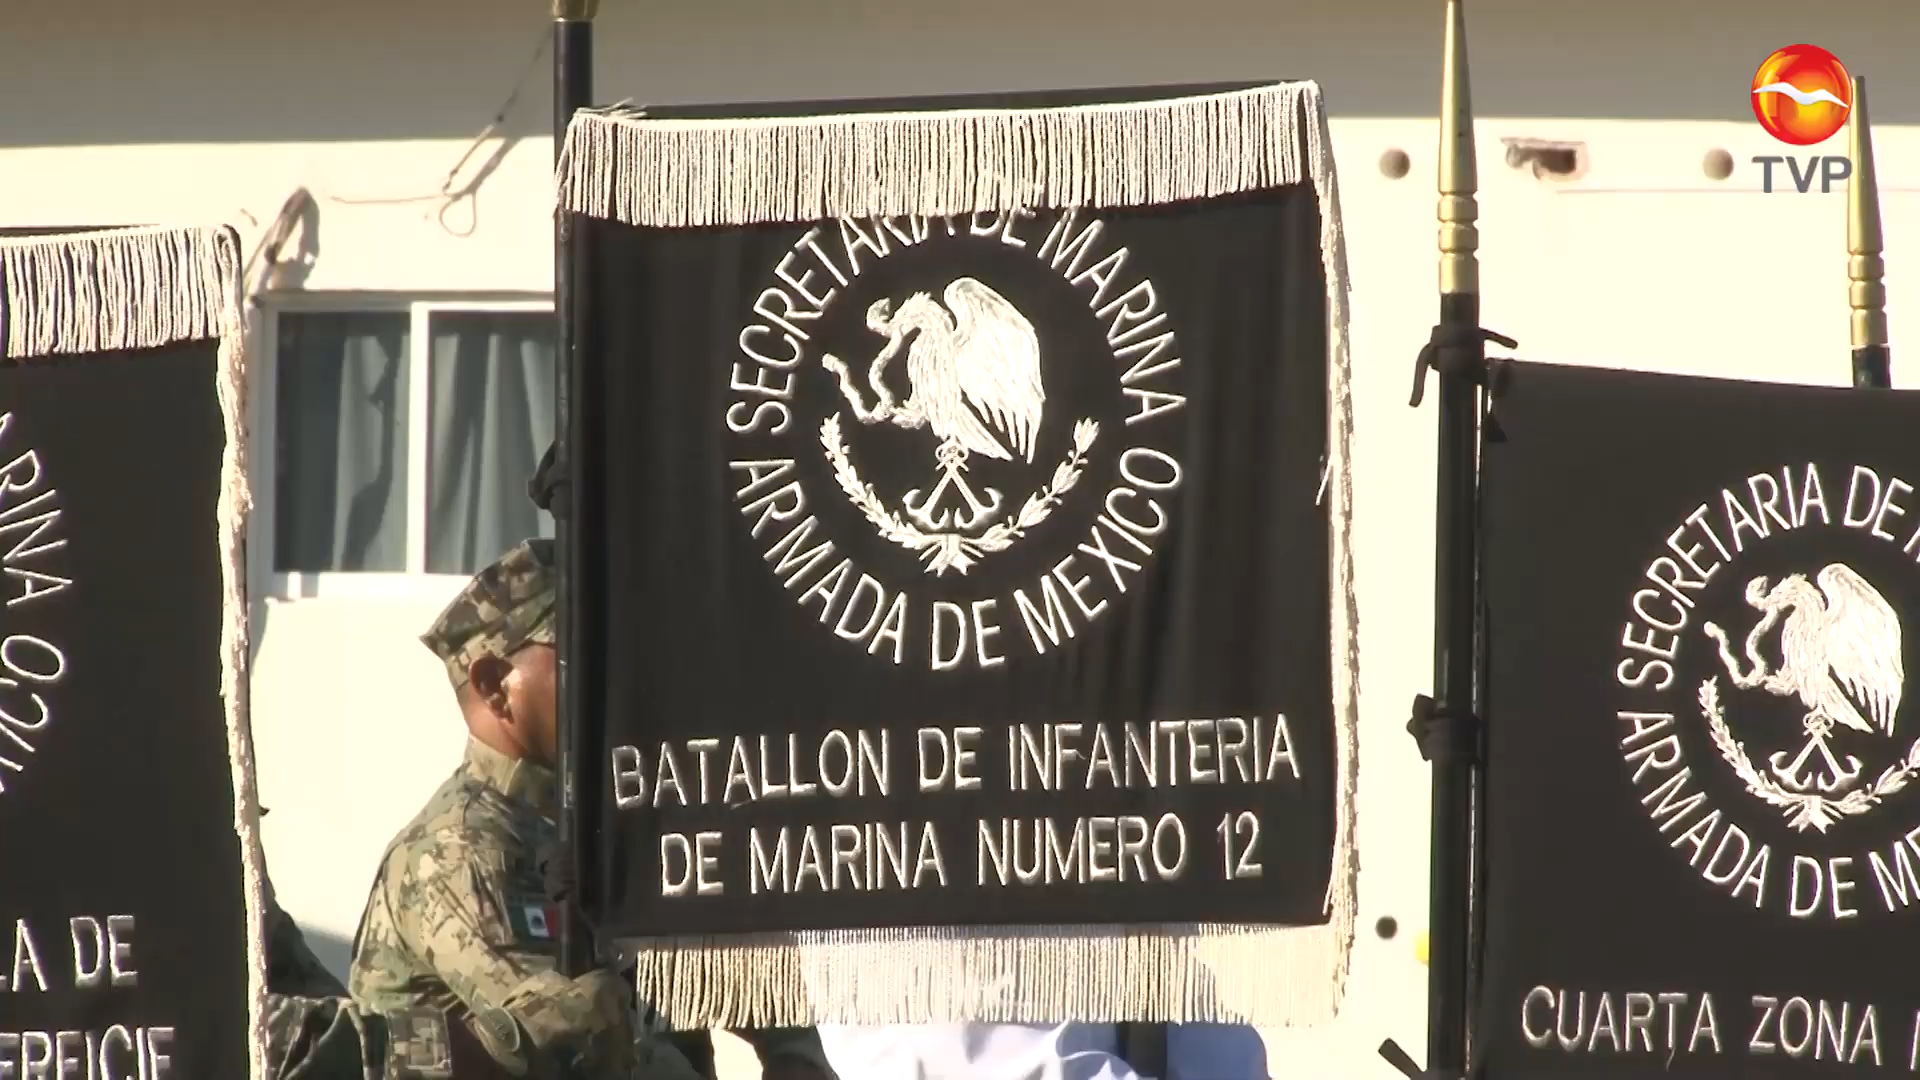 TVP
SECRETARIA DE MARINA
ARMADA DE MEXICO
BATALLON DE INFANTERIA
DE MARINA NUMERO 12
SECRETARIA DE
ARMADA DE
CUARTA ZONA
DE